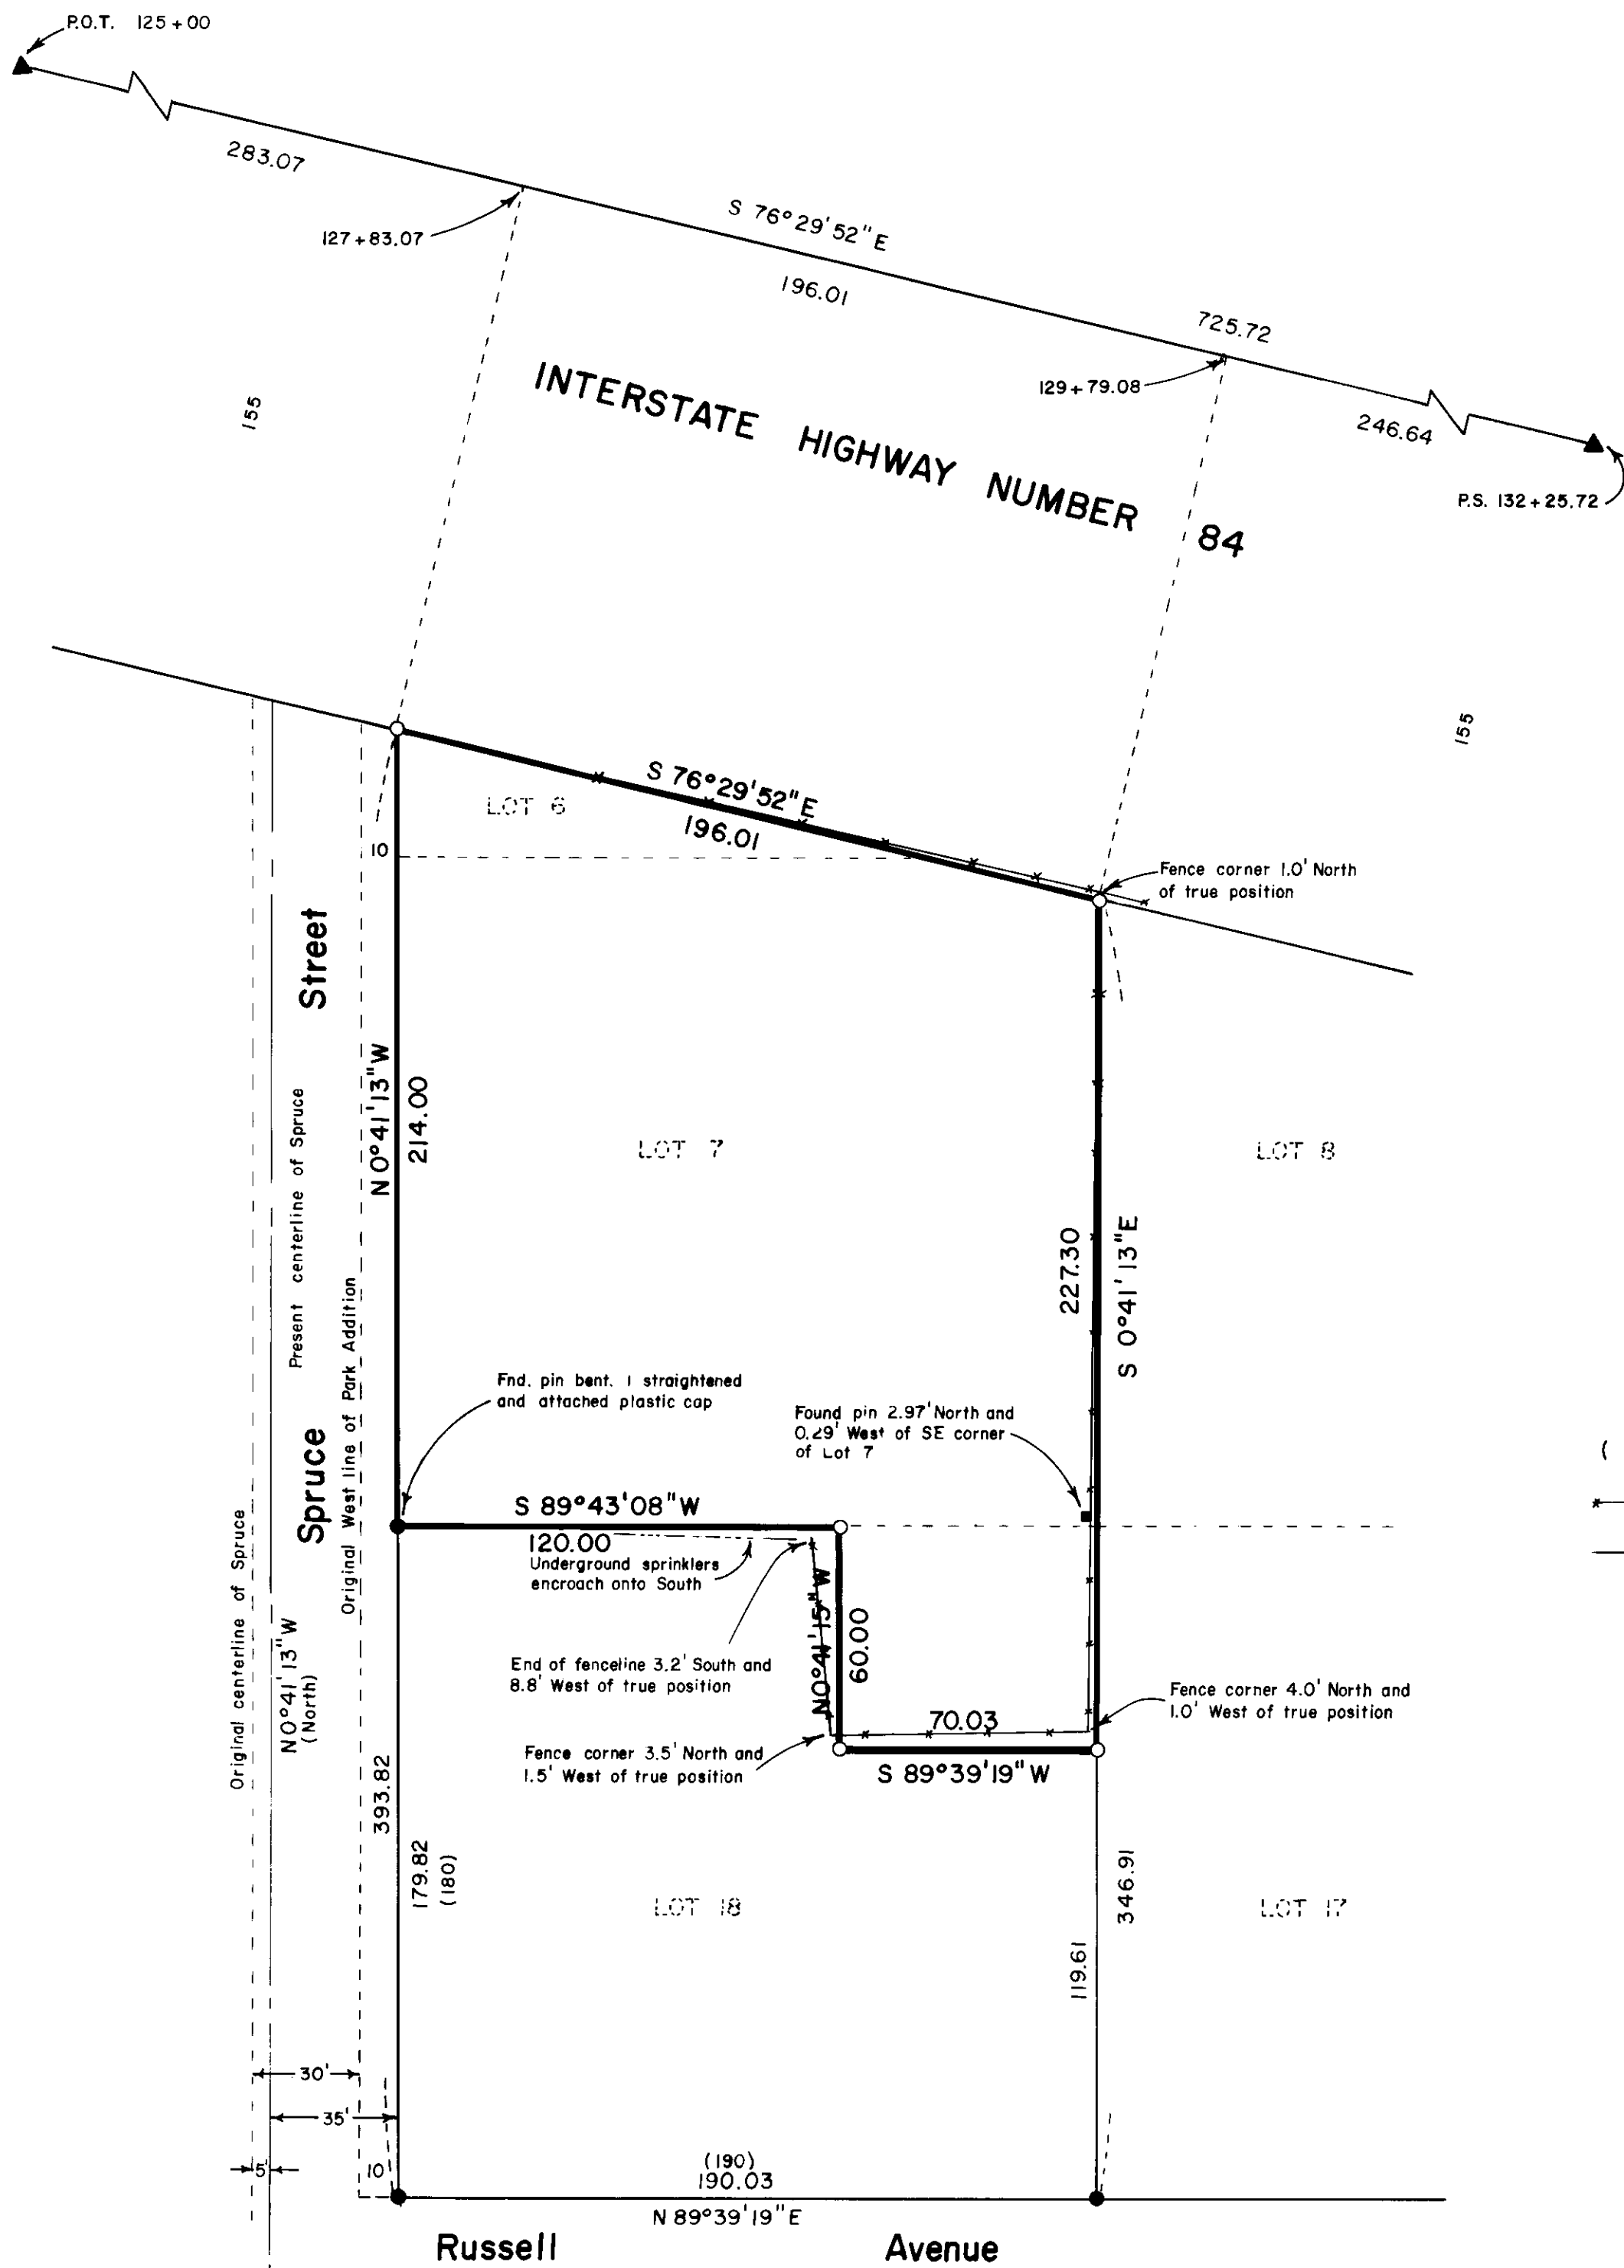 P.O.T. 125+00
283.07
127+83.07
S 76°29'52"E
196.01
725.72
129+79.08
246.64
P.S. 132+25.72
155
INTERSTATE HIGHWAY NUMBER 84
155
LOT 6
S 76°29'52"E
196.01
10
Fence corner 1.0' North
of true position
Spruce Street
N 0°41'13"W
214.00
Present centerline of Spruce
Original West line of Park Addition
Original centerline of Spruce
N 0°41'13"W
(North)
LOT 7
LOT 8
227.30
S 0°41'13"E
Fnd. pin bent. I straightened
and attached plastic cap
Found pin 2.97' North and
0.29' West of SE corner
of Lot 7
(
S 89°43'08"W
120.00
Underground sprinklers
encroach onto South
N0°41'15"W
60.00
End of fenceline 3.2' South and
8.8' West of true position
Fence corner 4.0' North and
1.0' West of true position
70.03
Fence corner 3.5' North and
1.5' West of true position
S 89°39'19"W
393.82
179.82
(180)
LOT 18
346.91
LOT 17
119.61
30'
35'
5'
10
(190)
190.03
N 89°39'19"E
Russell Avenue